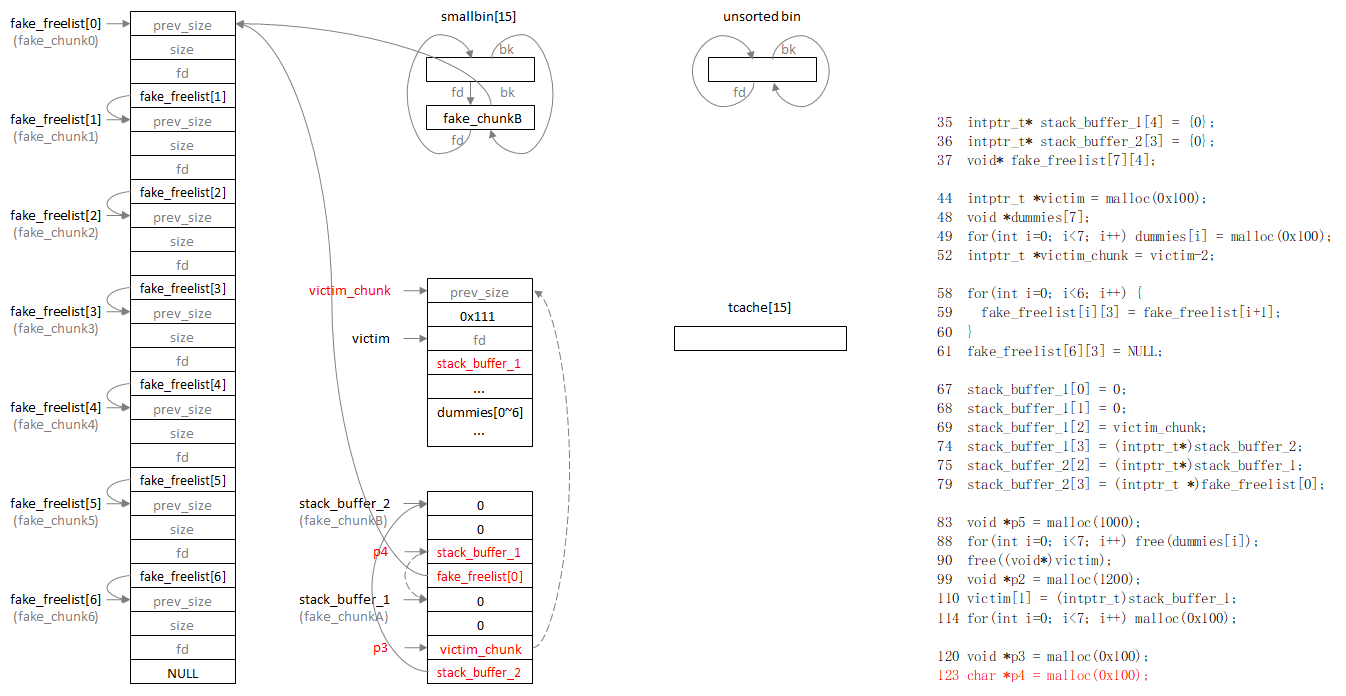 fake_freelist[0]
(fake_chunk0)
prev_size
size
fd
fake_freelist[1]
fake_freelist[1]
(fake_chunk1)
prev_size
size
fd
fake_freelist[2]
fake_freelist[2]
(fake_chunk2)
prev_size
size
fd
fake_freelist[3]
fake_freelist[3]
(fake_chunk3)
prev_size
size
fd
fake_freelist[4]
fake_freelist[4]
(fake_chunk4)
prev_size
size
fd
fake_freelist[5]
fake_freelist[5]
(fake_chunk5)
prev_size
size
fd
fake_freelist[6]
fake_freelist[6]
(fake_chunk6)
prev_size
size
fd
NULL
smallbin[15]
bk
fd
bk
fake_chunkB
fd
unsorted bin
bk
fd
victim_chunk
prev_size
0x111
victim
fd
stack_buffer_1
...
dummies[0~6]
...
tcache[15]
stack_buffer_2
(fake_chunkB)
0
0
p4
stack_buffer_1
fake_freelist[0]
stack_buffer_1
(fake_chunkA)
0
0
p3
victim_chunk
stack_buffer_2
35 intptr_t* stack_buffer_1[4] = {0};
36 intptr_t* stack_buffer_2[3] = {0};
37 void* fake_freelist[7][4];
44 intptr_t *victim = malloc(0x100);
48 void *dummies[7];
49 for(int i=0; i<7; i++) dummies[i] = malloc(0x100);
52 intptr_t *victim_chunk = victim-2;
58 for(int i=0; i<6; i++) {
59 fake_freelist[i][3] = fake_freelist[i+1];
60 }
61 fake_freelist[6][3] = NULL;
67 stack_buffer_1[0] = 0;
68 stack_buffer_1[1] = 0;
69 stack_buffer_1[2] = victim_chunk;
74 stack_buffer_1[3] = (intptr_t*)stack_buffer_2;
75 stack_buffer_2[2] = (intptr_t*)stack_buffer_1;
79 stack_buffer_2[3] = (intptr_t *)fake_freelist[0];
83 void *p5 = malloc(1000);
88 for(int i=0; i<7; i++) free(dummies[i]);
90 free((void*)victim);
99 void *p2 = malloc(1200);
110 victim[1] = (intptr_t)stack_buffer_1;
114 for(int i=0; i<7; i++) malloc(0x100);
120 void *p3 = malloc(0x100);
123 char *p4 = malloc(0x100);